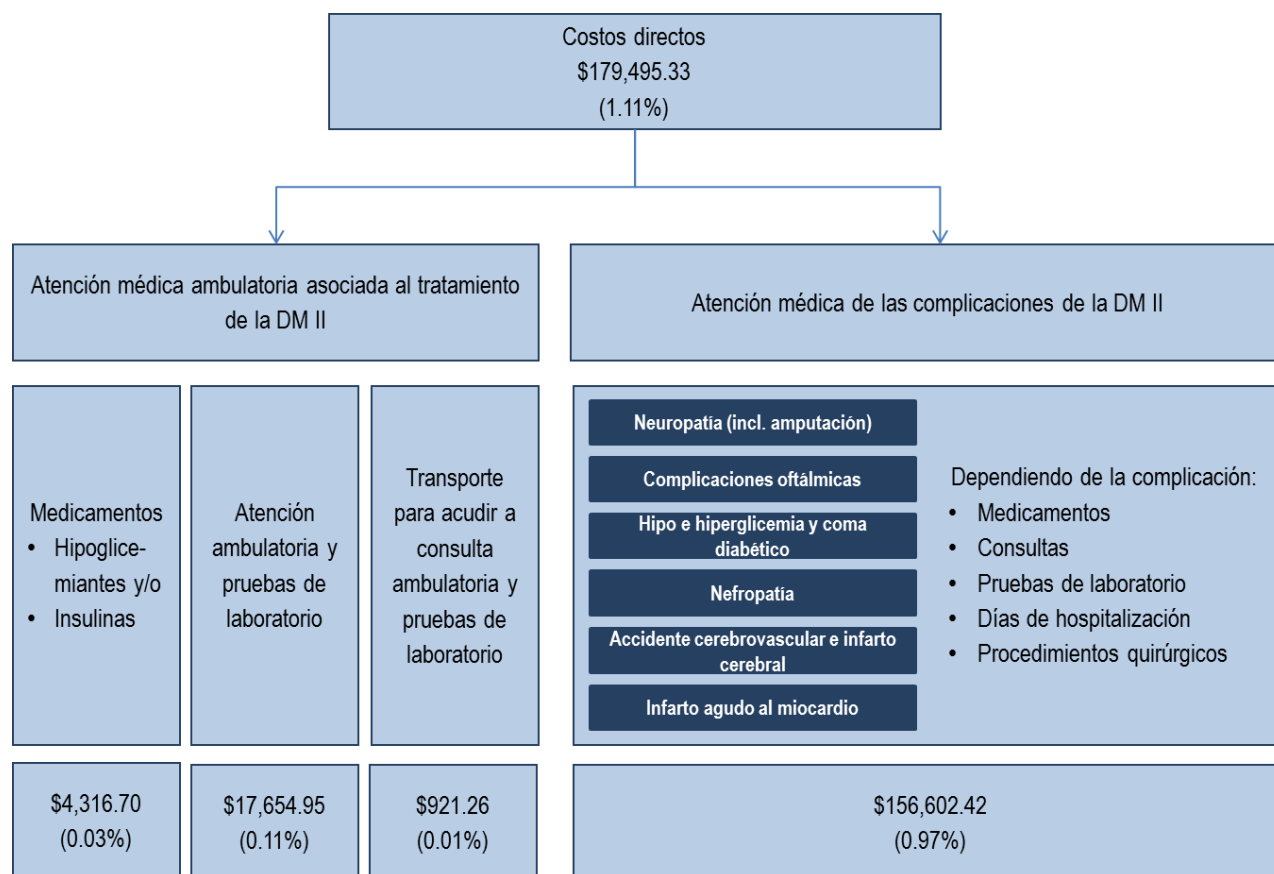 Costos directos
$179,495.33
(1.11%)
Atención médica ambulatoria asociada al tratamiento
de la DM II
Atención médica de las complicaciones de la DM II
Medicamentos
• Hipoglice-
miantes y/o
• Insulinas
Atención
ambulatoria y
pruebas de
laboratorio
Transporte
para acudir a
consulta
ambulatoria y
pruebas de
laboratorio
Neuropatía (incl. amputación)
Complicaciones oftálmicas
Hipo e hiperglicemia y coma
diabético
Nefropatía
Accidente cerebrovascular e infarto
cerebral
Infarto agudo al miocardio
Dependiendo de la complicación:
• Medicamentos
• Consultas
• Pruebas de laboratorio
• Días de hospitalización
• Procedimientos quirúrgicos
$4,316.70
(0.03%)
$17,654.95
(0.11%)
$921.26
(0.01%)
$156,602.42
(0.97%)